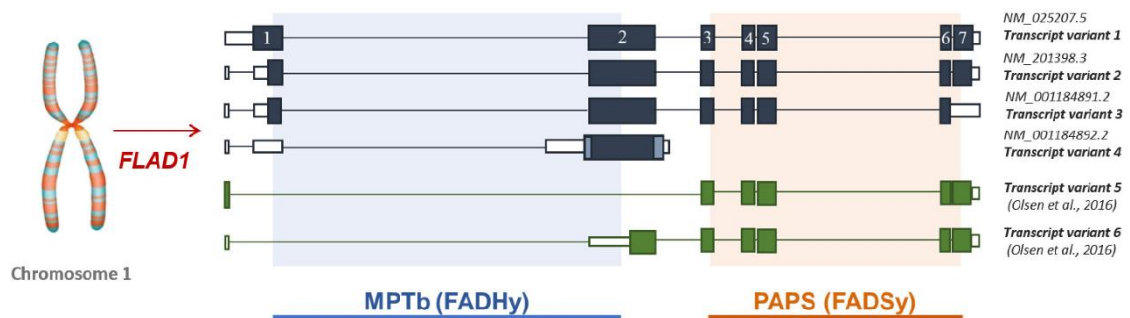 NM_025207.5
1 2 3 4 5 6 7
Transcript variant 1
NM_201398.3
Transcript variant 2
NM_001184891.2
Transcript variant 3
FLAD1
NM_001184892.2
Transcript variant 4
Transcript variant 5
(Olsen et al., 2016)
Transcript variant 6
(Olsen et al., 2016)
Chromosome 1
MPTb (FADHy)
PAPS (FADSy)